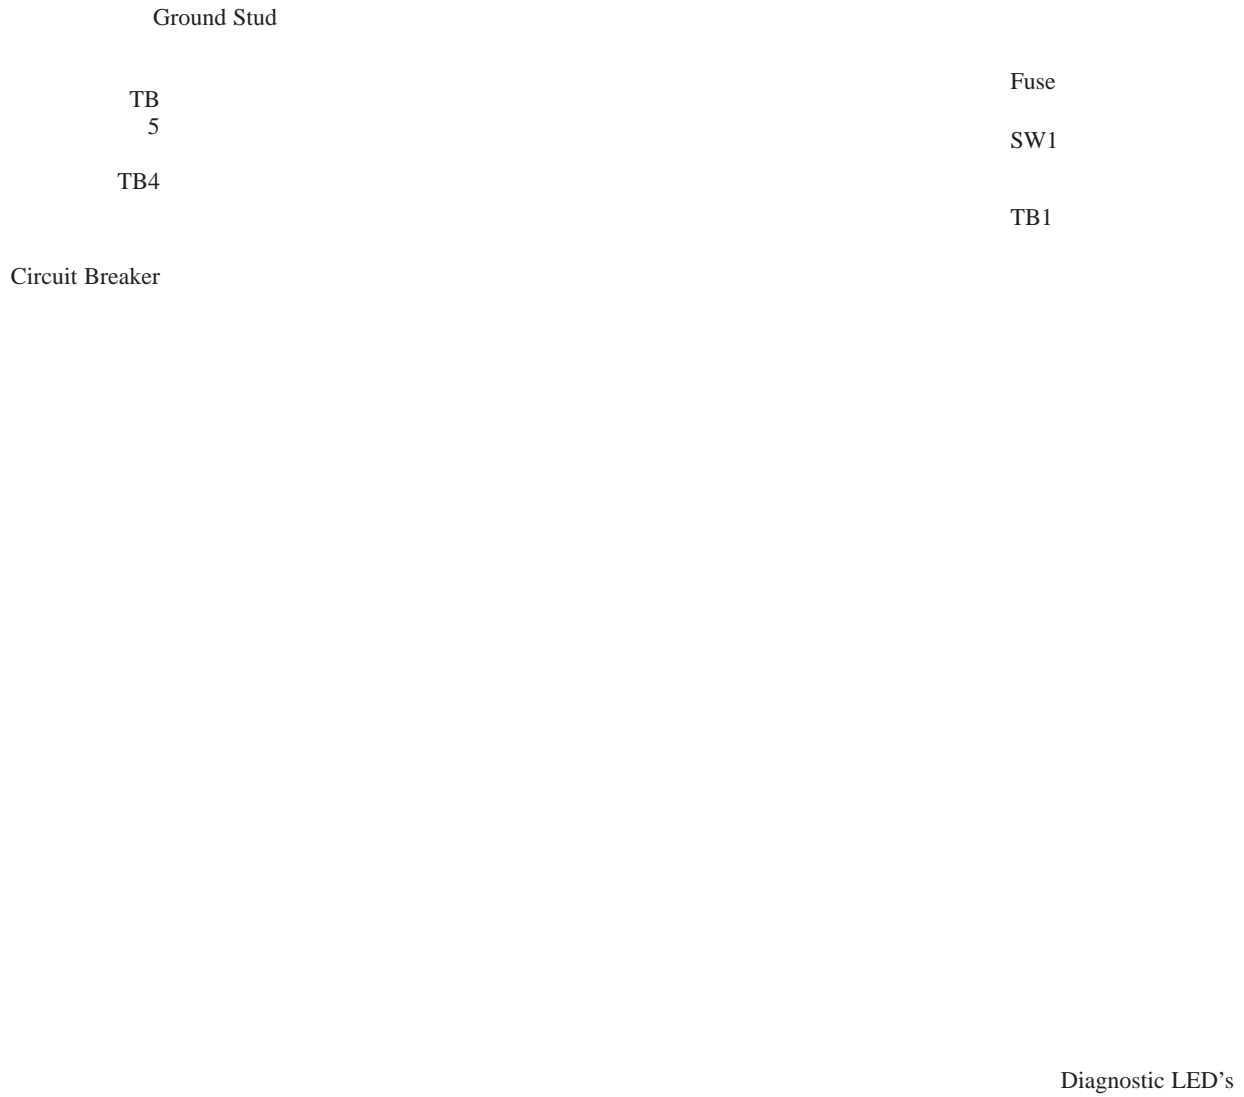 Ground Stud
Fuse
TB
5
SW1
TB4
TB1
Circuit Breaker
Diagnostic LED’s